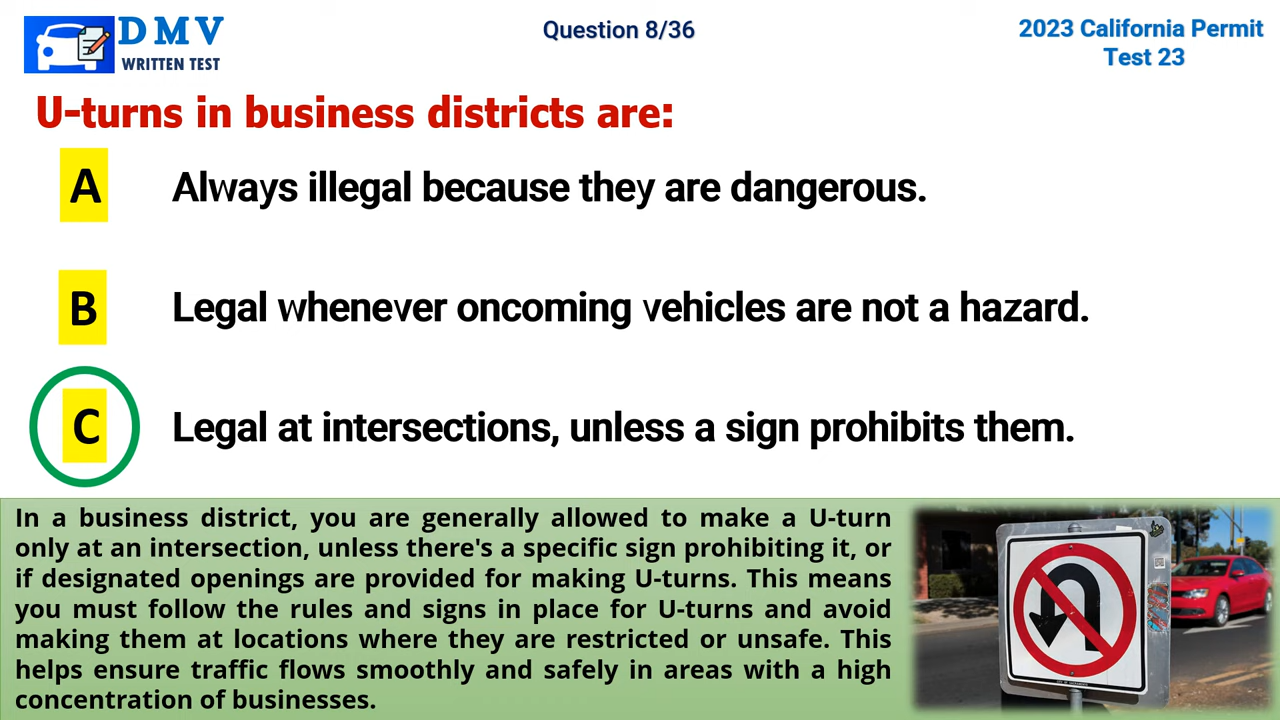 DMV
WRITTEN TEST
Question 8/36
2023 California Permit
Test 23
U-turns in business districts are:
A Always illegal because they are dangerous.
B Legal whenever oncoming vehicles are not a hazard.
C Legal at intersections, unless a sign prohibits them.
In a business district, you are generally allowed to make a U-turn
only at an intersection, unless there's a specific sign prohibiting it, or
if designated openings are provided for making U-turns. This means
you must follow the rules and signs in place for U-turns and avoid
making them at locations where they are restricted or unsafe. This
helps ensure traffic flows smoothly and safely in areas with a high
concentration of businesses.